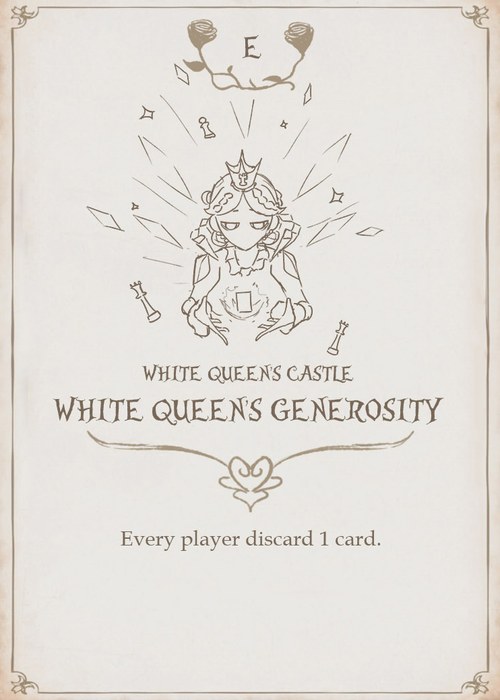 E
WHITE QUEEN'S CASTLE
WHITE QUEEN'S GENEROSITY
Every player discard 1 card.